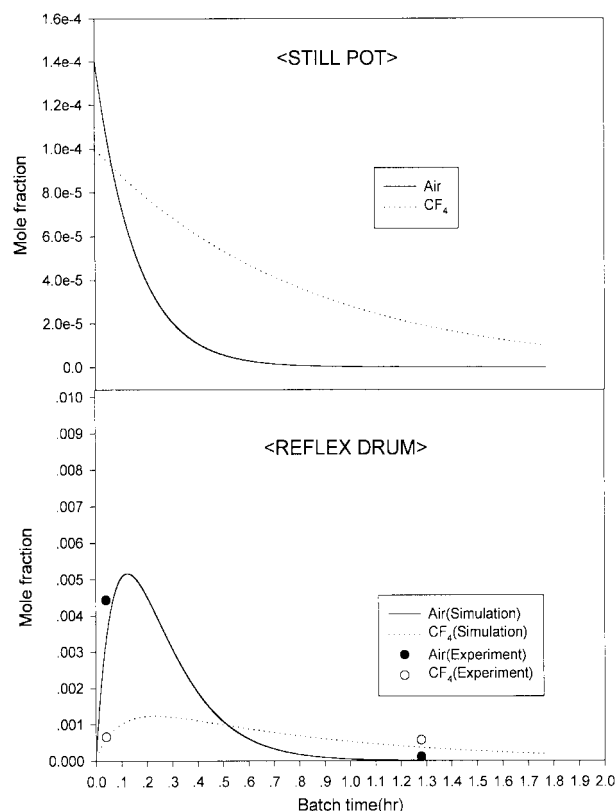 <STILL POT>
Mole fraction
1.6e-4
1.4e-4
1.2e-4
1.0e-4
8.0e-5
6.0e-5
4.0e-5
2.0e-5
0.0
Air
CF4
<REFLEX DRUM>
Mole fraction
.010
.009
.008
.007
.006
.005
.004
.003
.002
.001
0.000
Air(Simulation)
CF4(Simulation)
Air(Experiment)
CF4(Experiment)
0.0 .1 .2 .3 .4 .5 .6 .7 .8 .9 1.0 1.1 1.2 1.3 1.4 1.5 1.6 1.7 1.8 1.9 2.0
Batch time(hr)